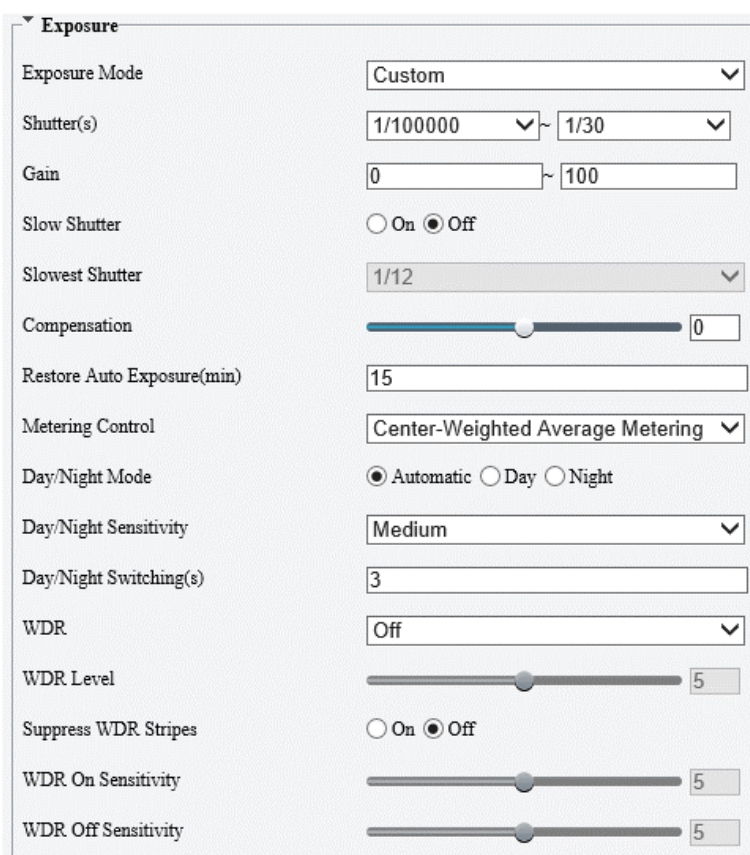 Exposure
Exposure Mode Custom
Shutter(s) 1/100000 ~ 1/30
Gain 0 ~ 100
Slow Shutter On Off
Slowest Shutter 1/12
Compensation 0
Restore Auto Exposure(min) 15
Metering Control Center-Weighted Average Metering
Day/Night Mode Automatic Day Night
Day/Night Sensitivity Medium
Day/Night Switching(s) 3
WDR Off
WDR Level 5
Suppress WDR Stripes On Off
WDR On Sensitivity 5
WDR Off Sensitivity 5